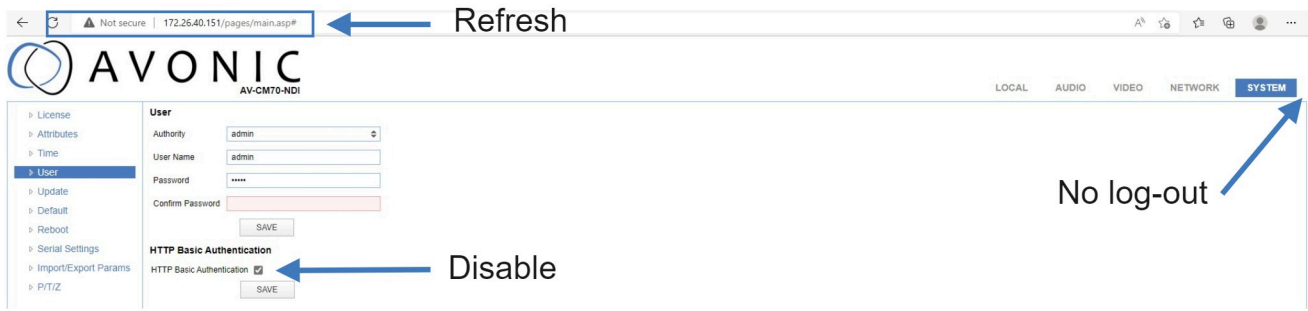 Not secure | 172.26.40.151/pages/main.asp#
Refresh
AVONIC
AV-CM70-NDI
LOCAL AUDIO VIDEO NETWORK SYSTEM
License
Attributes
Time
User
Update
Default
Reboot
Serial Settings
Import/Export Params
P/T/Z
User
Authority admin
User Name admin
Password •••••
Confirm Password
SAVE
HTTP Basic Authentication
HTTP Basic Authentication
SAVE
No log-out
Disable